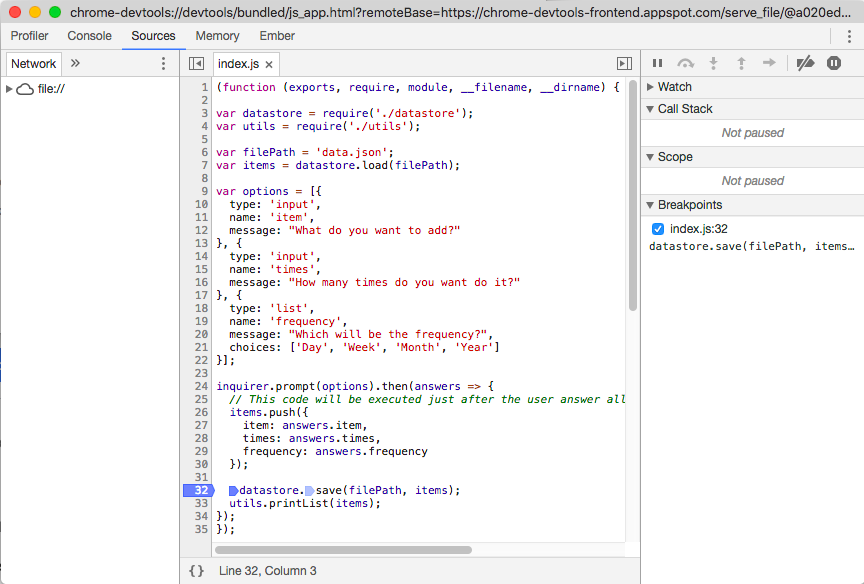 chrome-devtools://devtools/bundled/js_app.html?remoteBase=https://chrome-devtools-frontend.appspot.com/serve_file/@a020ed...
Profiler Console Sources Memory Ember
Network »
file://
index.js ×
1 (function (exports, require, module, __filename, __dirname) {
2
3 var datastore = require('./datastore');
4 var utils = require('./utils');
5
6 var filePath = 'data.json';
7 var items = datastore.load(filePath);
8
9 var options = [{
10 type: 'input',
11 name: 'item',
12 message: "What do you want to add?"
13 }, {
14 type: 'input',
15 name: 'times',
16 message: "How many times do you want do it?"
17 }, {
18 type: 'list',
19 name: 'frequency',
20 message: "Which will be the frequency?",
21 choices: ['Day', 'Week', 'Month', 'Year']
22 }];
23
24 inquirer.prompt(options).then(answers => {
25 // This code will be executed just after the user answer all
26 items.push({
27 item: answers.item,
28 times: answers.times,
29 frequency: answers.frequency
30 });
31
32 datastore.save(filePath, items);
33 utils.printList(items);
34 });
35 });
{} Line 32, Column 3
Watch
Call Stack
Not paused
Scope
Not paused
Breakpoints
index.js:32
datastore.save(filePath, items…